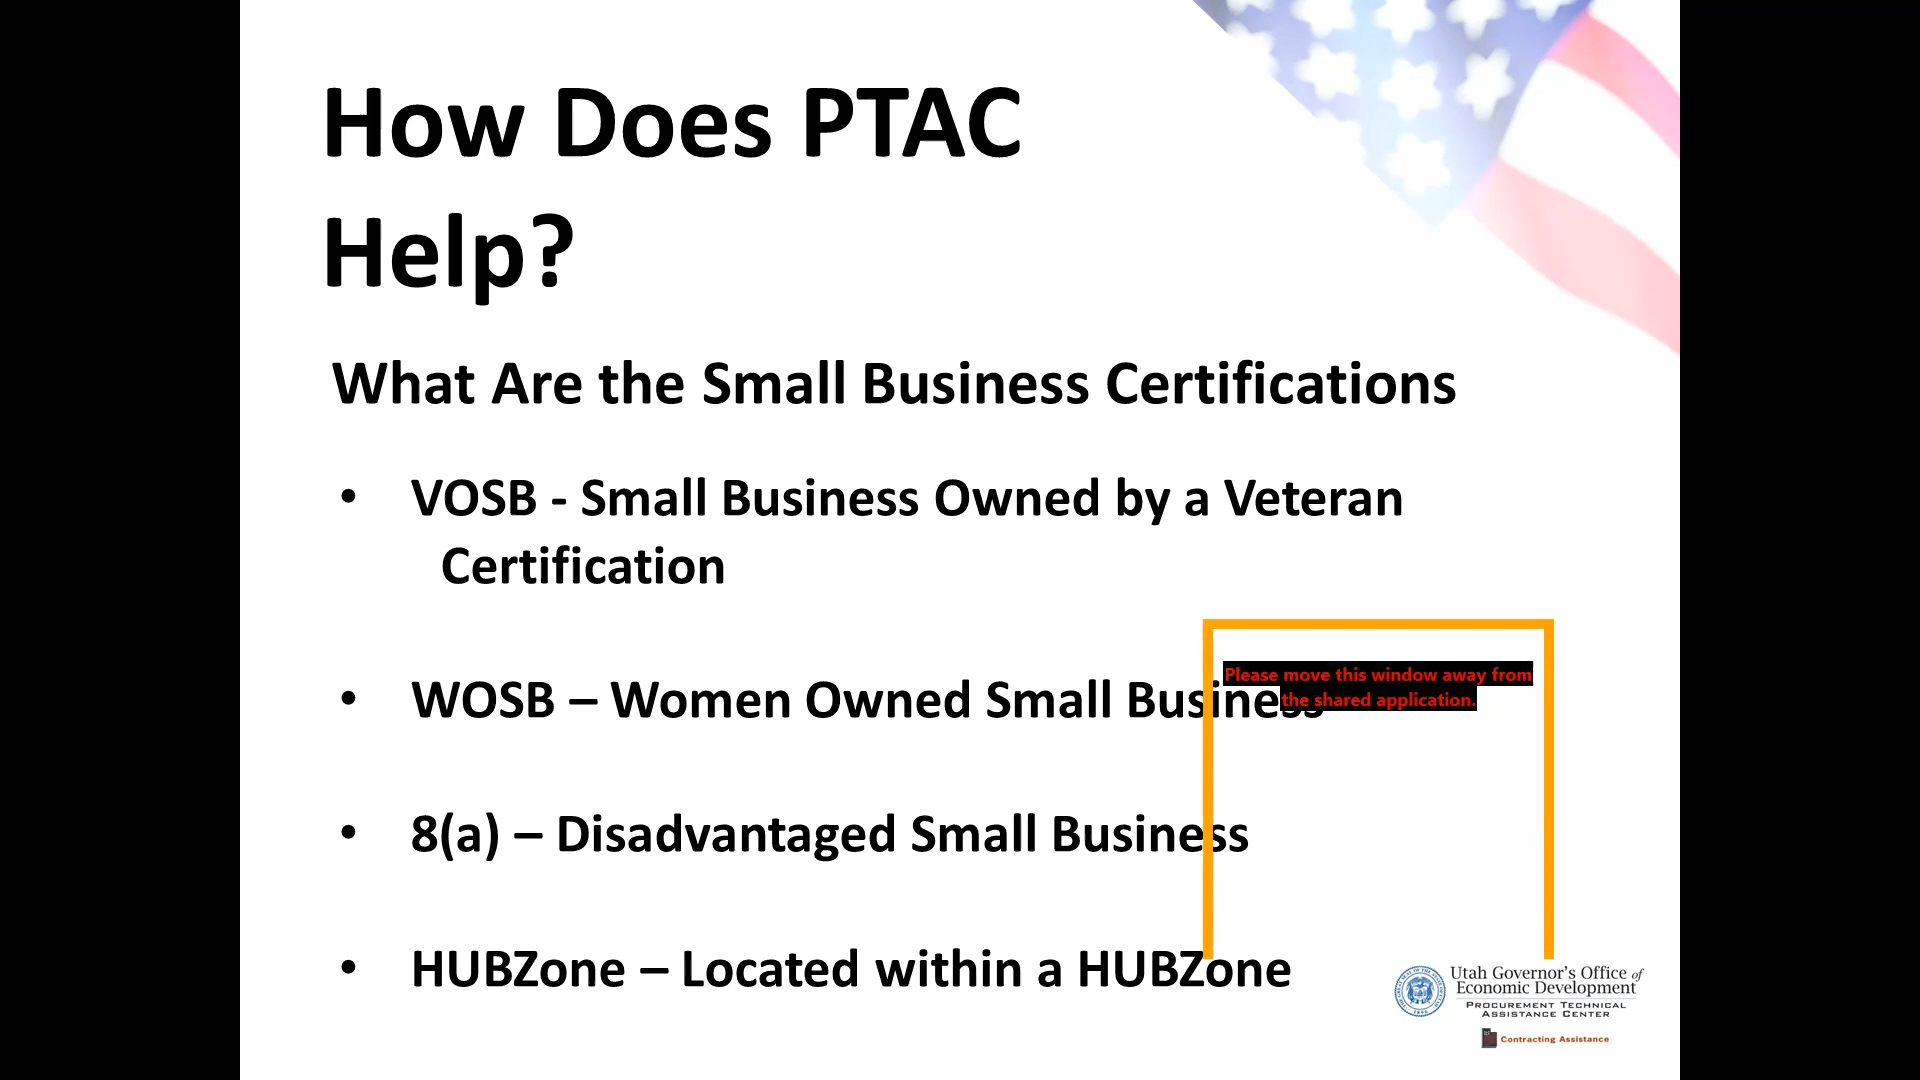 How Does PTAC
Help?
What Are the Small Business Certifications
• VOSB - Small Business Owned by a Veteran
Certification
Please move this window away from
the shared application.
• WOSB – Women Owned Small Business
• 8(a) – Disadvantaged Small Business
• HUBZone – Located within a HUBZone
Utah Governor's Office of
Economic Development
PROCUREMENT TECHNICAL
ASSISTANCE CENTER
Contracting Assistance